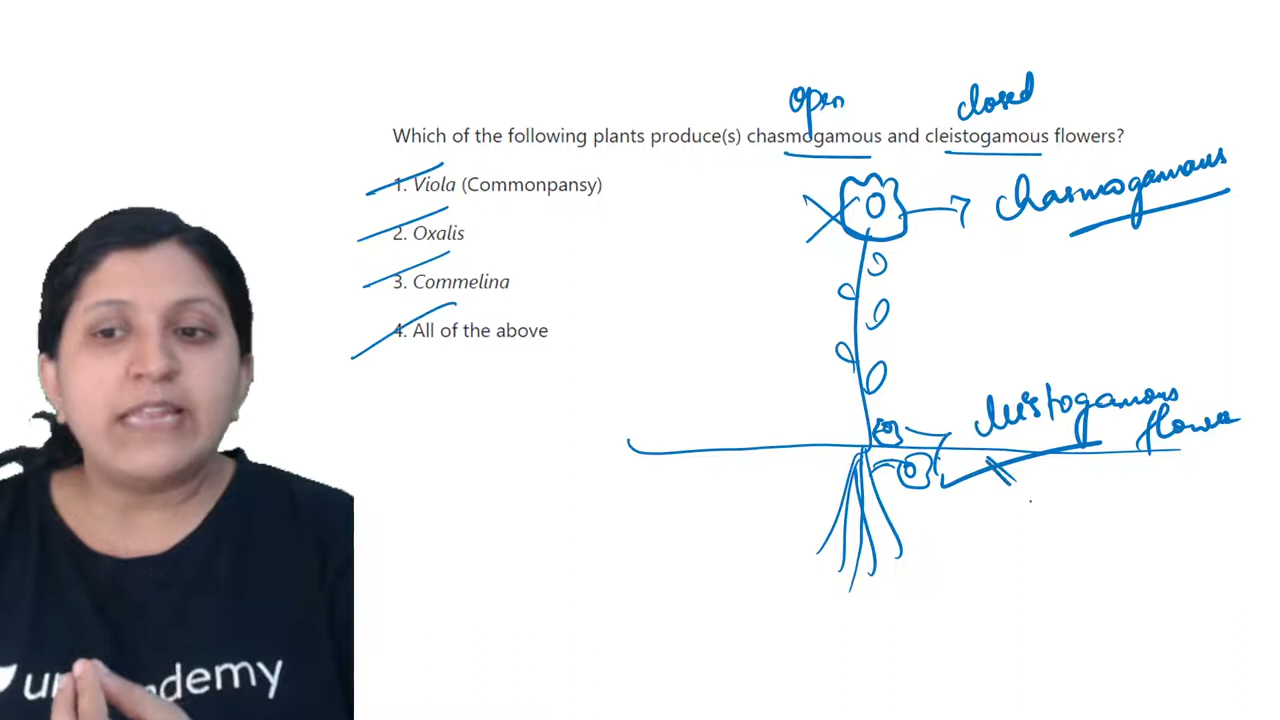 open closed
Which of the following plants produce(s) chasmogamous and cleistogamous flowers?
1. Viola (Commonpansy)
Chasmogamous
2. Oxalis
3. Commelina
4. All of the above
cleistogamous
flower
unacademy